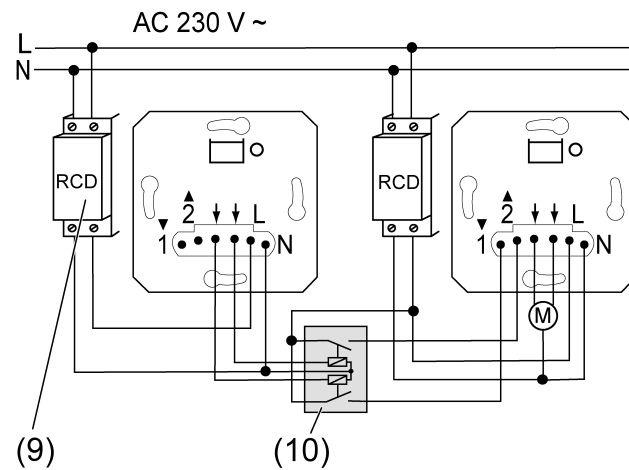 AC 230 V ~
L
N
RCD
RCD
▲
▲
▼ 2 ↓ ↓ L
▼ 2 ↓ ↓ L
1 N
1 N
M
(9)
(10)